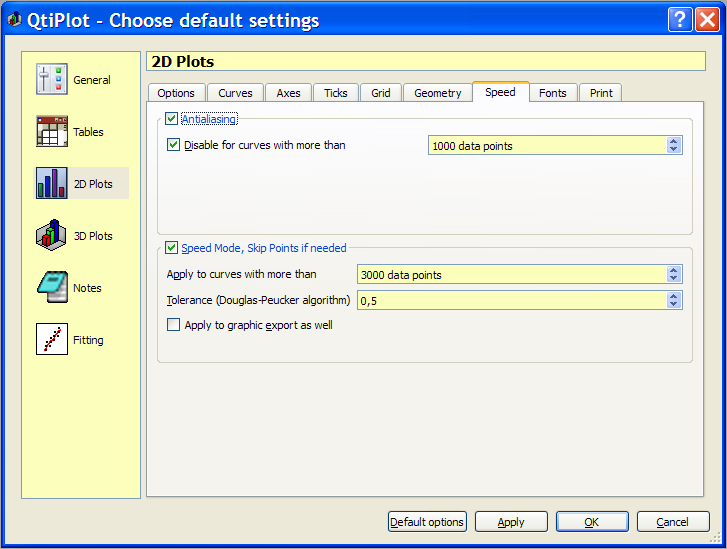 QtiPlot - Choose default settings
General
Tables
2D Plots
3D Plots
Notes
Fitting
2D Plots
Options Curves Axes Ticks Grid Geometry Speed Fonts Print
Antialiasing
Disable for curves with more than 1000 data points
Speed Mode, Skip Points if needed
Apply to curves with more than 3000 data points
Tolerance (Douglas-Peucker algorithm) 0,5
Apply to graphic export as well
Default options Apply OK Cancel